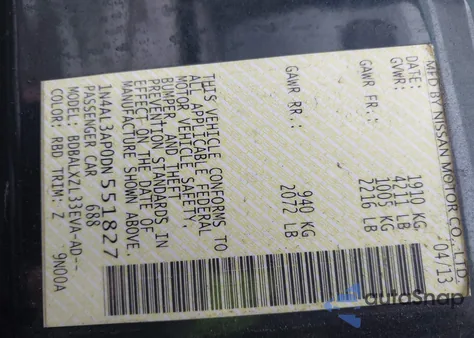 MFD BY NISSAN MOTOR CO., LTD.
DATE: 04/13
GVWR: 1910 KG
4211 LB
GAWR FR.: 1005 KG
2216 LB
GAWR RR.: 940 KG
2072 LB
THIS VEHICLE CONFORMS TO
ALL APPLICABLE FEDERAL
MOTOR VEHICLE SAFETY,
BUMPER, AND THEFT
PREVENTION STANDARDS IN
EFFECT ON THE DATE OF
MANUFACTURE SHOWN ABOVE.
1N4AL3AP0DN551827
PASSENGER CAR 688
MODEL: BDBALXZL33EVA-AD--
COLOR: RBD TRIM: Z 9N00A
autoSnap